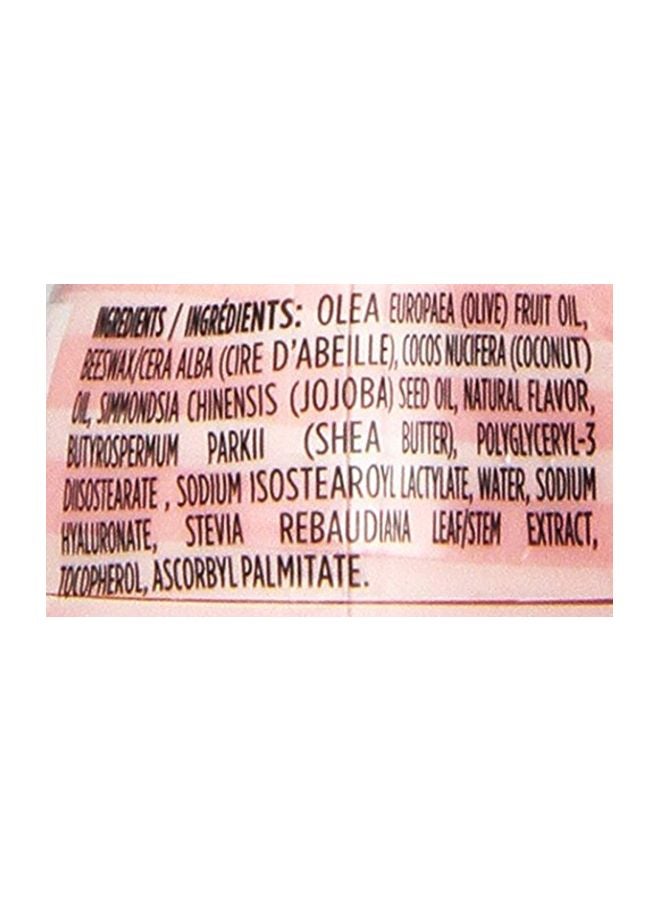 INGREDIENTS / INGRÉDIENTS: OLEA EUROPAEA (OLIVE) FRUIT OIL,
BEESWAX/CERA ALBA (CIRE D'ABEILLE), COCOS NUCIFERA (COCONUT)
OIL, SIMMONDSIA CHINENSIS (JOJOBA) SEED OIL, NATURAL FLAVOR,
BUTYROSPERMUM PARKII (SHEA BUTTER), POLYGLYCERYL-3
DIISOSTEARATE , SODIUM ISOSTEAROYL LACTYLATE, WATER, SODIUM
HYALURONATE, STEVIA REBAUDIANA LEAF/STEM EXTRACT,
TOCOPHEROL, ASCORBYL PALMITATE.